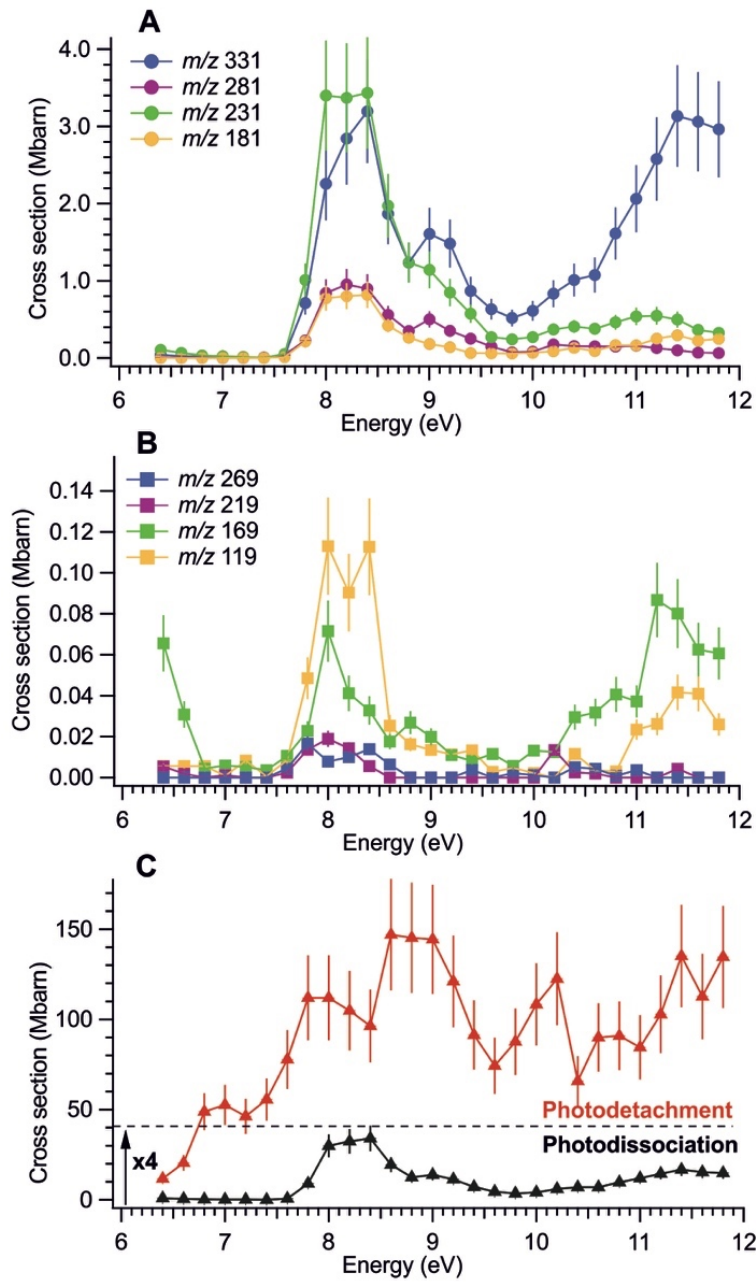 A
Cross section (Mbarn)
4.0
3.0
2.0
1.0
0.0
m/z 331
m/z 281
m/z 231
m/z 181
6 7 8 9 10 11 12
Energy (eV)
B
Cross section (Mbarn)
0.14
0.12
0.10
0.08
0.06
0.04
0.02
0.00
m/z 269
m/z 219
m/z 169
m/z 119
6 7 8 9 10 11 12
Energy (eV)
C
Cross section (Mbarn)
150
100
50
0
Photodetachment
Photodissociation
x4
6 7 8 9 10 11 12
Energy (eV)